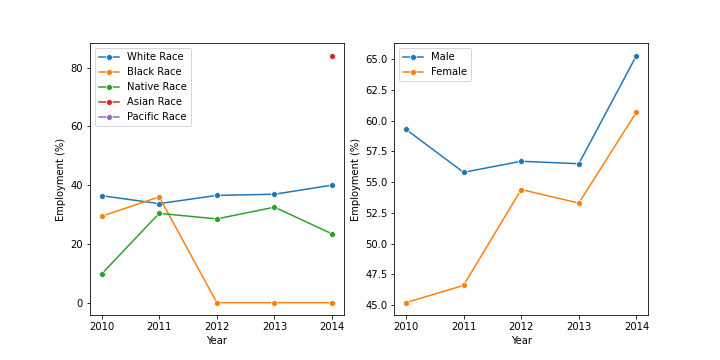 White Race
Black Race
Native Race
Asian Race
Pacific Race
80
60
40
20
0
Employment (%)
2010 2011 2012 2013 2014
Year
Male
Female
65.0
62.5
60.0
57.5
55.0
52.5
50.0
47.5
45.0
Employment (%)
2010 2011 2012 2013 2014
Year